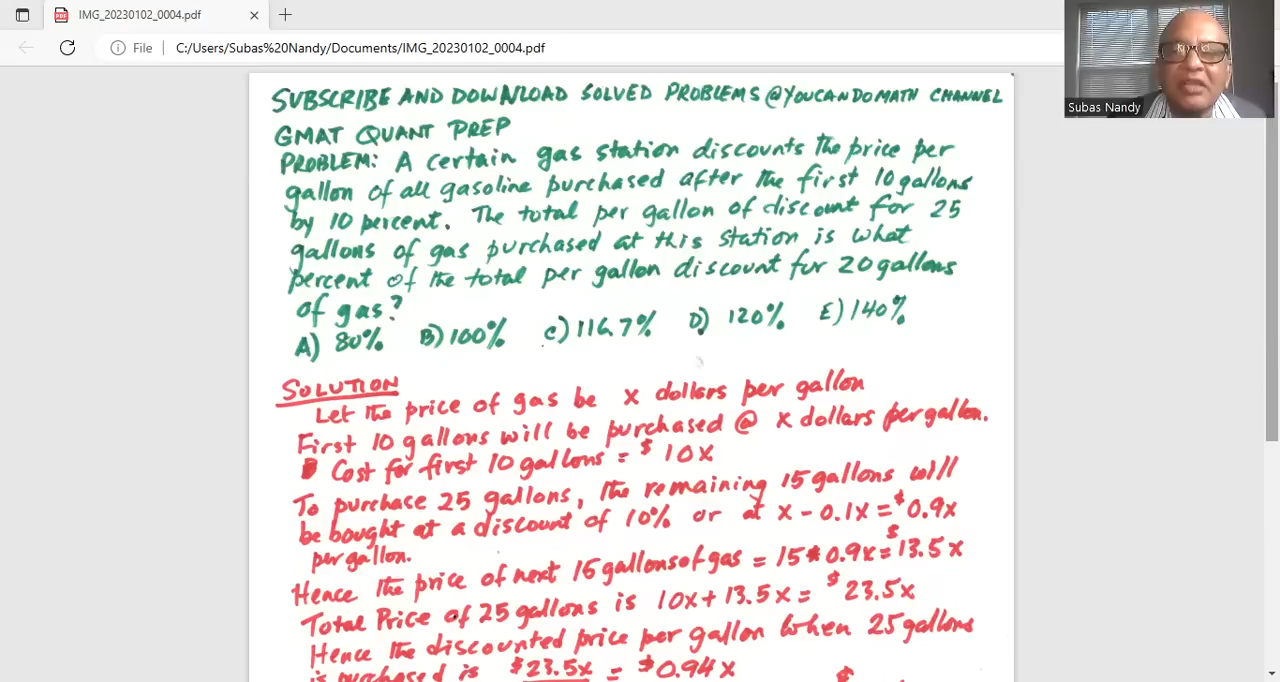 IMG_20230102_0004.pdf
File C:/Users/Subas%20Nandy/Documents/IMG_20230102_0004.pdf
Subas Nandy
SUBSCRIBE AND DOWNLOAD SOLVED PROBLEMS @YOUCANDOMATH CHANNEL
GMAT QUANT PREP
PROBLEM: A certain gas station discounts the price per
gallon of all gasoline purchased after the first 10 gallons
by 10 percent. The total per gallon of discount for 25
gallons of gas purchased at this station is what
percent of the total per gallon discount for 20 gallons
of gas?
A) 80% B) 100% C) 116.7% D) 120% E) 140%
SOLUTION
Let the price of gas be x dollars per gallon
First 10 gallons will be purchased @ x dollars per gallon.
Cost for first 10 gallons = $10x
To purchase 25 gallons, the remaining 15 gallons will
be bought at a discount of 10% or at x - 0.1x = $0.9x
per gallon.
Hence the price of next 15 gallons of gas = 15*0.9x = $13.5x
Total Price of 25 gallons is 10x + 13.5x = $23.5x
Hence the discounted price per gallon when 25 gallons
is purchased is $23.5x = $0.94x